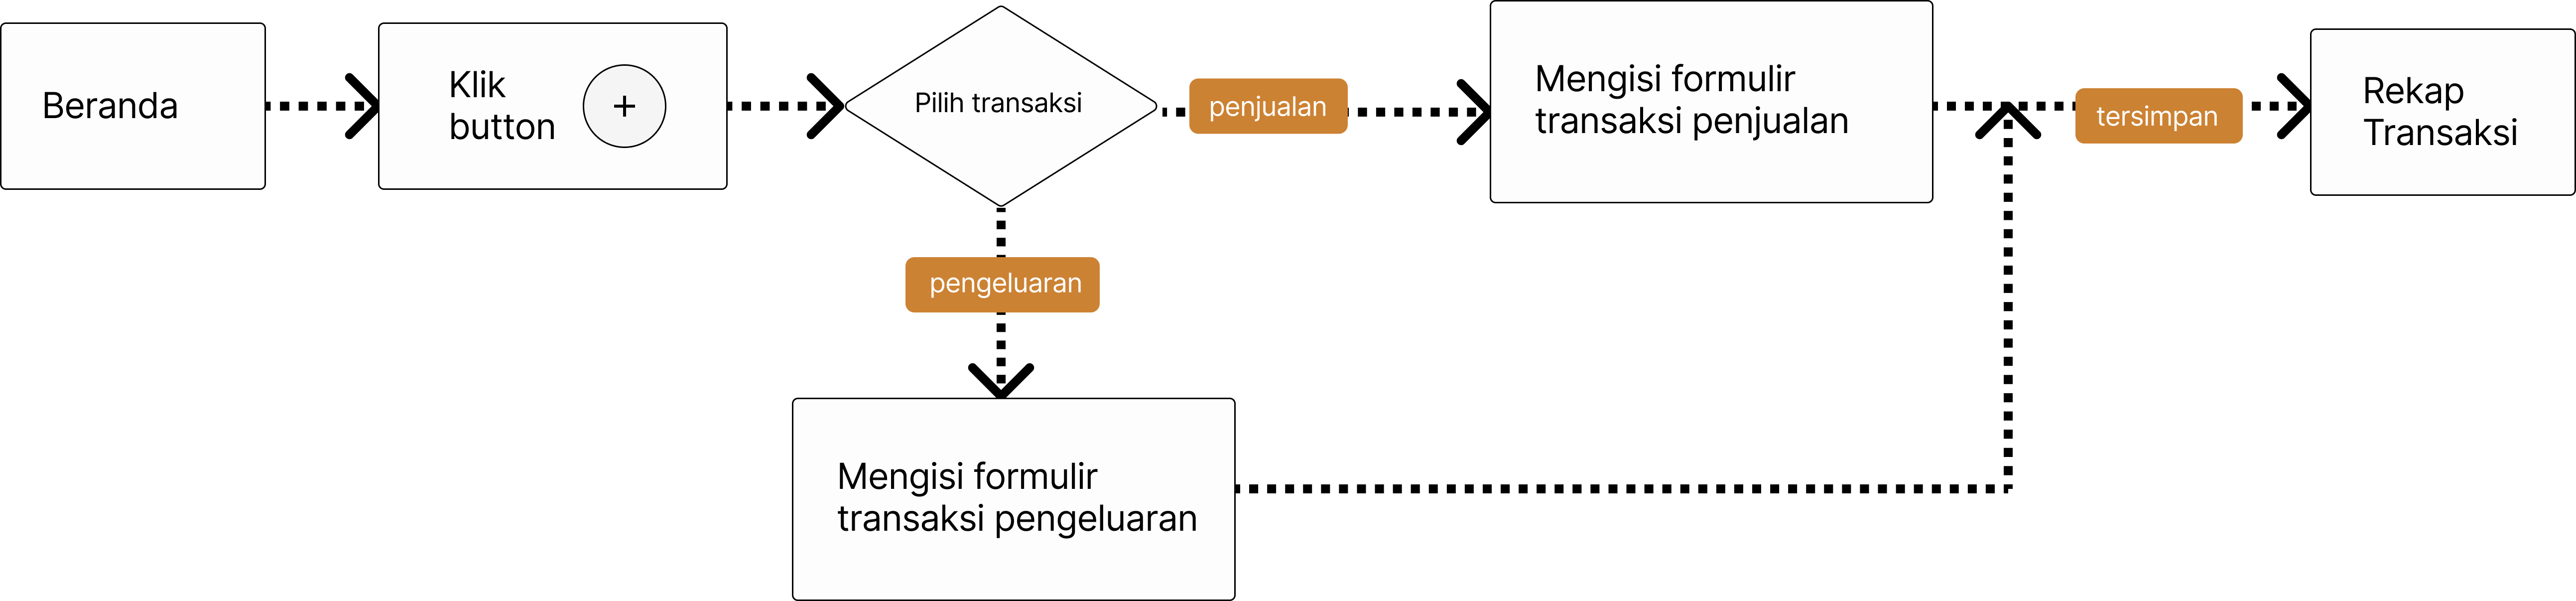 Beranda
Klik
button
+
Pilih transaksi
penjualan
Mengisi formulir
transaksi penjualan
tersimpan
Rekap
Transaksi
pengeluaran
Mengisi formulir
transaksi pengeluaran